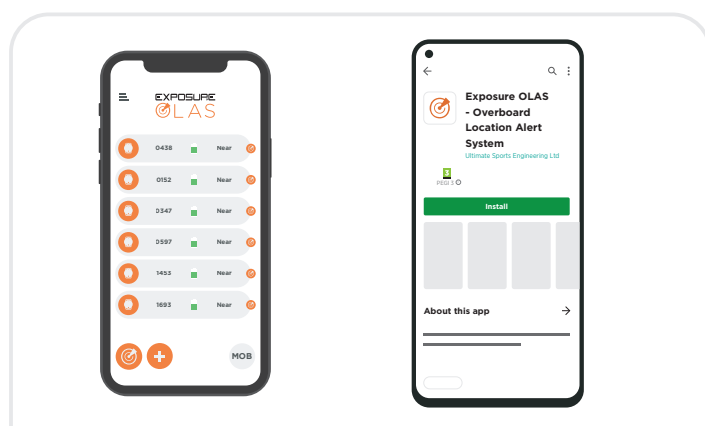 EXPOSURE
OLAS
0438 Near
0152 Near
0347 Near
0597 Near
1453 Near
1693 Near
MOB
Exposure OLAS
- Overboard
Location Alert
System
Ultimate Sports Engineering Ltd
3
PEGI 3
Install
About this app